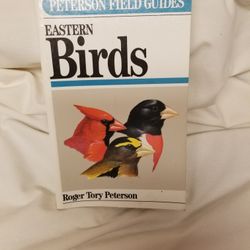 PETERSON FIELD GUIDES
EASTERN
Birds
Roger Tory Peterson